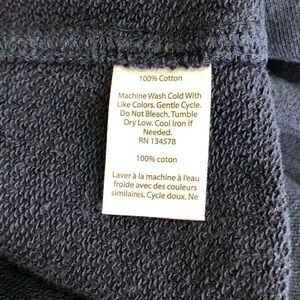 100% Cotton
Machine Wash Cold With
Like Colors. Gentle Cycle.
Do Not Bleach. Tumble
Dry Low. Cool Iron If
Needed.
RN 134578
100% coton
Laver à la machine à l'eau
froide avec des couleurs
similaires. Cycle doux. Ne